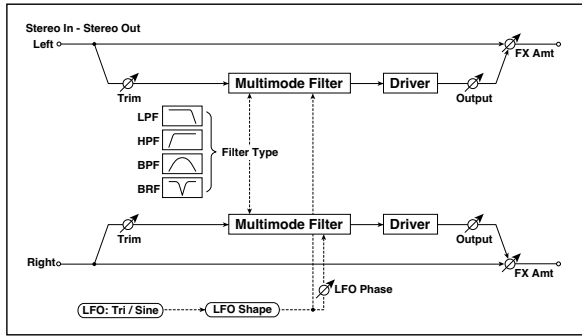 Stereo In - Stereo Out
Left
FX Amt
Trim
Multimode Filter
Driver
Output
LPF
HPF
BPF
BRF
Filter Type
Trim
Multimode Filter
Driver
Output
Right
FX Amt
LFO Phase
LFO: Tri / Sine
LFO Shape